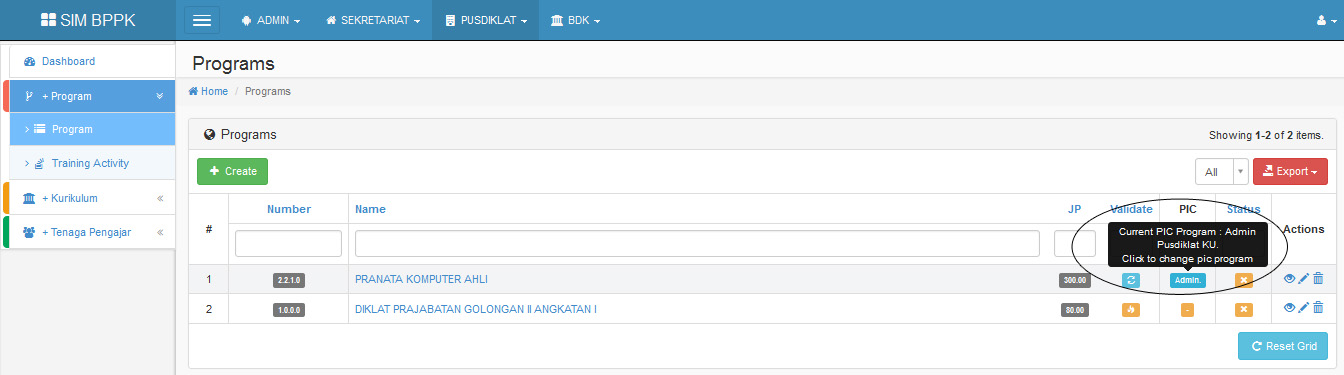 SIM BPPK
ADMIN
SEKRETARIAT
PUSDIKLAT
BDK
Dashboard
+ Program
Program
Training Activity
+ Kurikulum
+ Tenaga Pengajar
Programs
Home / Programs
Programs
Showing 1-2 of 2 items.
+ Create
All
Export
# Number Name JP Validate PIC Status Actions
Current PIC Program : Admin
Pusdiklat KU.
Click to change pic program
1 2.2.1.0 PRANATA KOMPUTER AHLI 300.00 Admin.
2 1.0.0.0 DIKLAT PRAJABATAN GOLONGAN II ANGKATAN I 80.00 -
Reset Grid